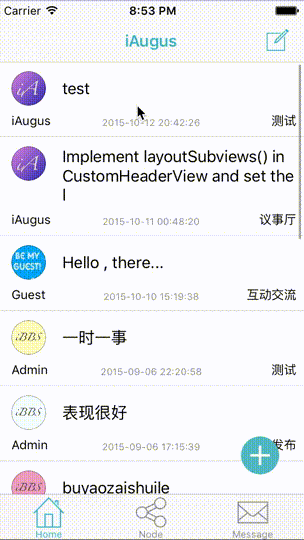 Carrier 8:53 PM
iAugus
iA
test
iAugus 2015-10-12 20:42:26 测试
iA
Implement layoutSubviews() in
CustomHeaderView and set the
l
iAugus 2015-10-11 00:48:20 议事厅
BE MY
GUEST!
Hello , there...
Guest 2015-10-10 15:19:38 互动交流
iBBS
一时一事
Admin 2015-09-06 22:20:58 测试
iBBS
表现很好
Admin 2015-09-06 17:15:39 发布
iBBS
buyaozaishuile
Home Node Message